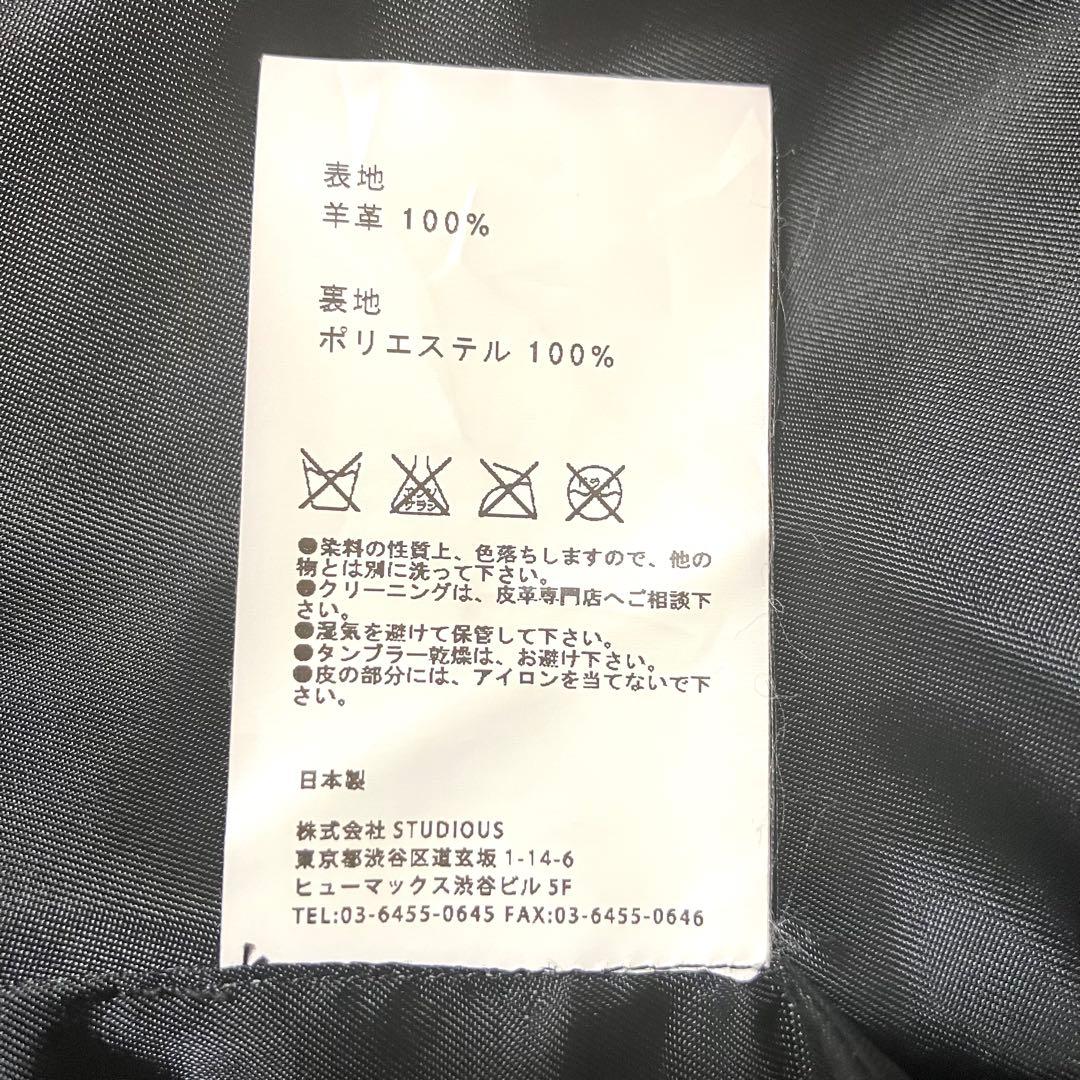 表地
羊革 100%
裏地
ポリエステル 100%
エンソ
サラシ
●染料の性質上、色落ちしますので、他の
物とは別に洗って下さい。
●クリーニングは、皮革専門店へご相談下
さい。
●湿気を避けて保管して下さい。
●タンブラー乾燥は、お避け下さい。
●皮の部分には、アイロンを当てないで下
さい。
日本製
株式会社 STUDIOUS
東京都渋谷区道玄坂 1-14-6
ヒューマックス渋谷ビル 5F
TEL:03-6455-0645 FAX:03-6455-0646